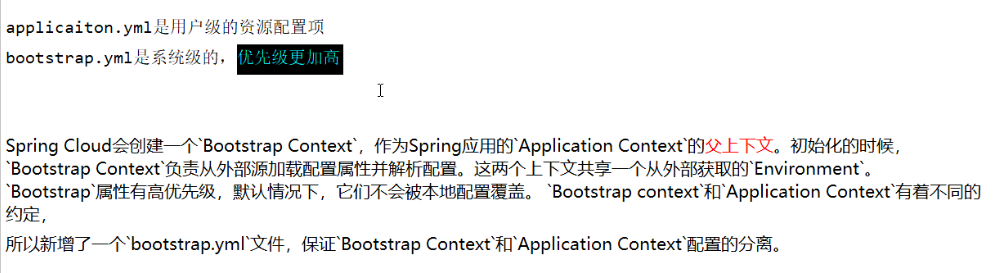 applicaiton.yml是用户级的资源配置项
bootstrap.yml是系统级的，优先级更加高
Spring Cloud会创建一个`Bootstrap Context`，作为Spring应用的`Application Context`的父上下文。初始化的时候，
`Bootstrap Context`负责从外部源加载配置属性并解析配置。这两个上下文共享一个从外部获取的`Environment`。
`Bootstrap`属性有高优先级，默认情况下，它们不会被本地配置覆盖。 `Bootstrap context`和`Application Context`有着不同的
约定，
所以新增了一个`bootstrap.yml`文件，保证`Bootstrap Context`和`Application Context`配置的分离。